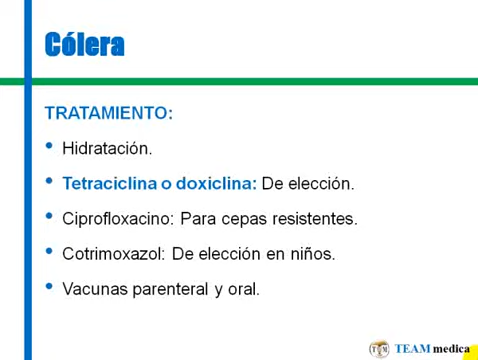 Cólera
TRATAMIENTO:
• Hidratación.
• Tetraciclina o doxiclina: De elección.
• Ciprofloxacino: Para cepas resistentes.
• Cotrimoxazol: De elección en niños.
• Vacunas parenteral y oral.
TEAM medica